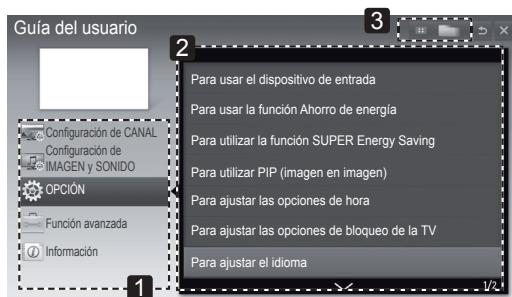 Guía del usuario
3
2
Para usar el dispositivo de entrada
Para usar la función Ahorro de energía
Para utilizar la función SUPER Energy Saving
Para utilizar PIP (imagen en imagen)
Para ajustar las opciones de hora
Para ajustar las opciones de bloqueo de la TV
Para ajustar el idioma
1/2
Configuración de CANAL
Configuración de
IMAGEN y SONIDO
OPCIÓN
Función avanzada
Información
1